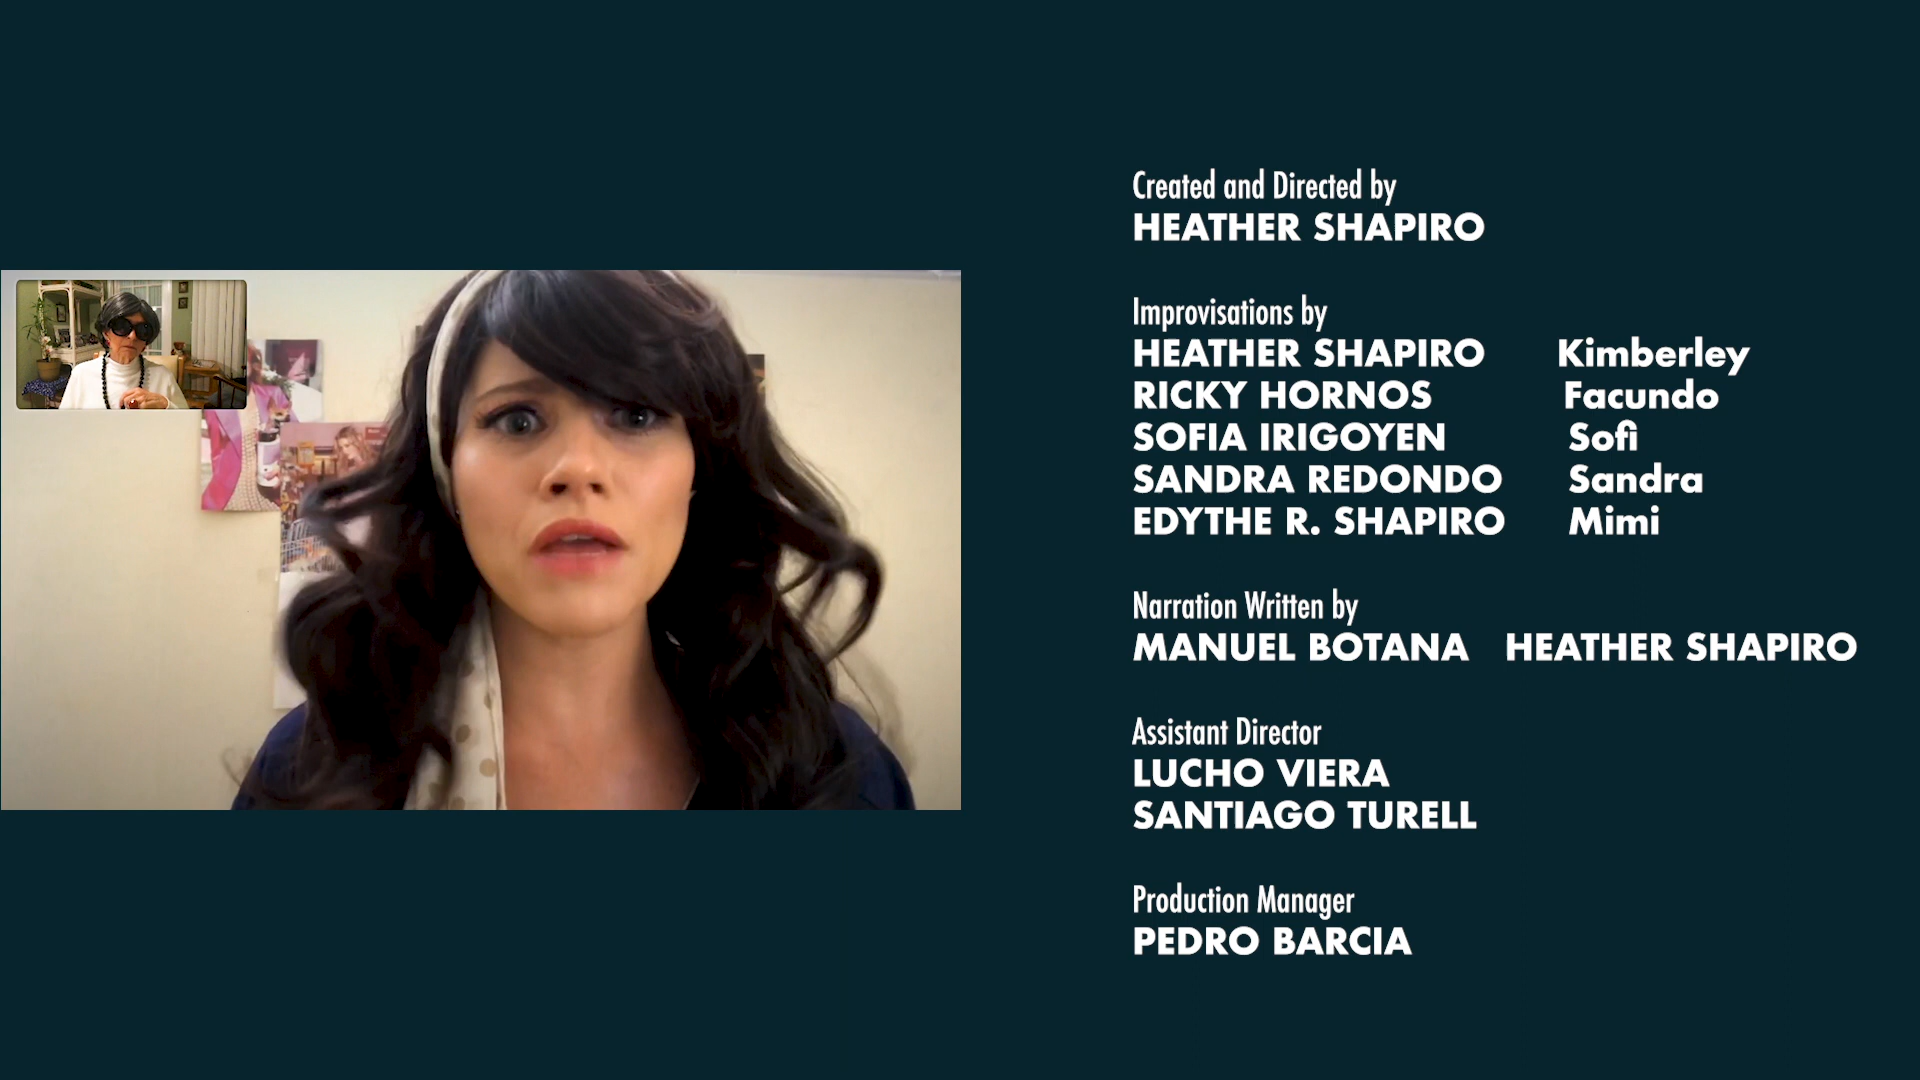 Created and Directed by
HEATHER SHAPIRO
Improvisations by
HEATHER SHAPIRO Kimberley
RICKY HORNOS Facundo
SOFIA IRIGOYEN Sofi
SANDRA REDONDO Sandra
EDYTHE R. SHAPIRO Mimi
Narration Written by
MANUEL BOTANA HEATHER SHAPIRO
Assistant Director
LUCHO VIERA
SANTIAGO TURELL
Production Manager
PEDRO BARCIA